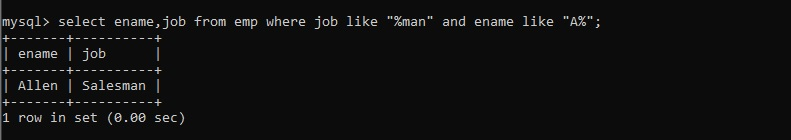 mysql> select ename,job from emp where job like "%man" and ename like "A%";
+-------+----------+
| ename | job      |
+-------+----------+
| Allen | Salesman |
+-------+----------+
1 row in set (0.00 sec)